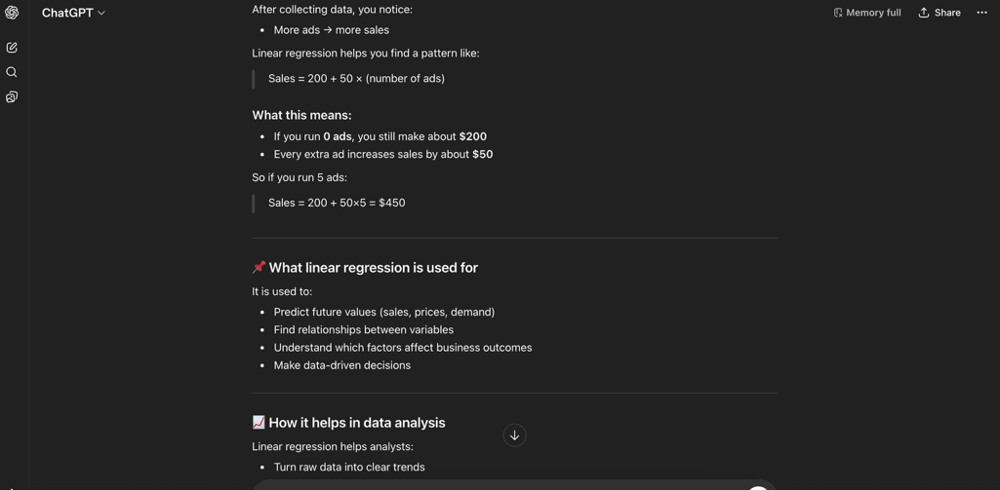 ChatGPT
Memory full
Share
After collecting data, you notice:
• More ads → more sales
Linear regression helps you find a pattern like:
Sales = 200 + 50 × (number of ads)
What this means:
• If you run 0 ads, you still make about $200
• Every extra ad increases sales by about $50
So if you run 5 ads:
Sales = 200 + 50×5 = $450
📌 What linear regression is used for
It is used to:
• Predict future values (sales, prices, demand)
• Find relationships between variables
• Understand which factors affect business outcomes
• Make data-driven decisions
📈 How it helps in data analysis
Linear regression helps analysts:
• Turn raw data into clear trends